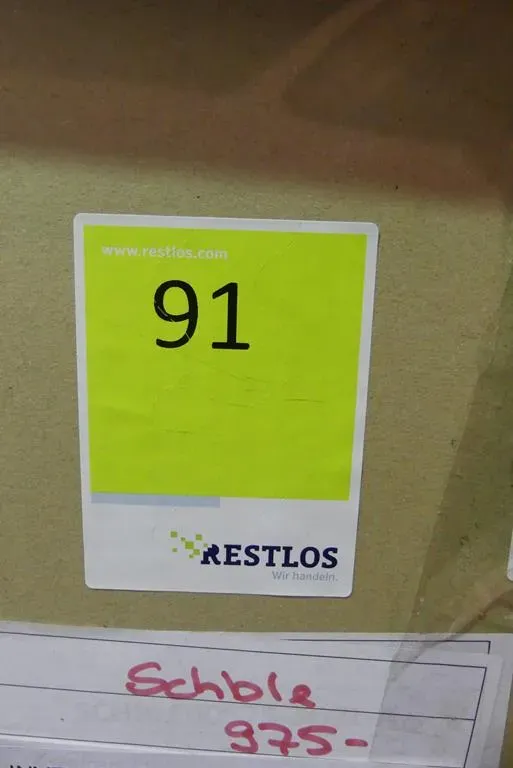 www.restlos.com
91
RESTLOS
Wir handeln.
Schble
975-